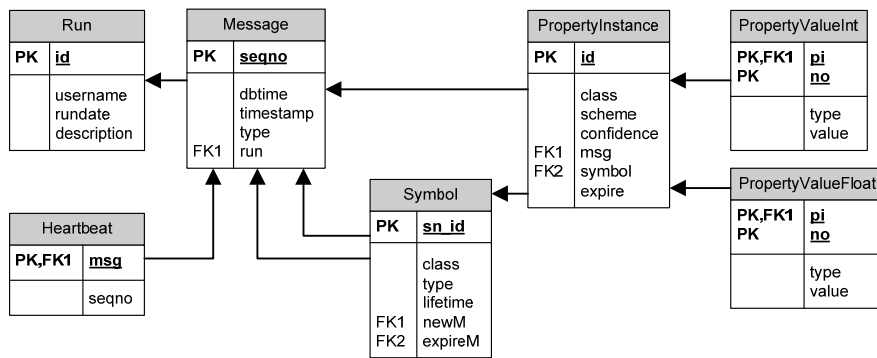 Run
PK id
username
rundate
description
Message
PK seqno
dbtime
timestamp
type
FK1 run
PropertyInstance
PK id
class
scheme
confidence
FK1 msg
FK2 symbol
expire
PropertyValueInt
PK,FK1 pi
PK no
type
value
Heartbeat
PK,FK1 msg
seqno
Symbol
PK sn_id
class
type
lifetime
FK1 newM
FK2 expireM
PropertyValueFloat
PK,FK1 pi
PK no
type
value